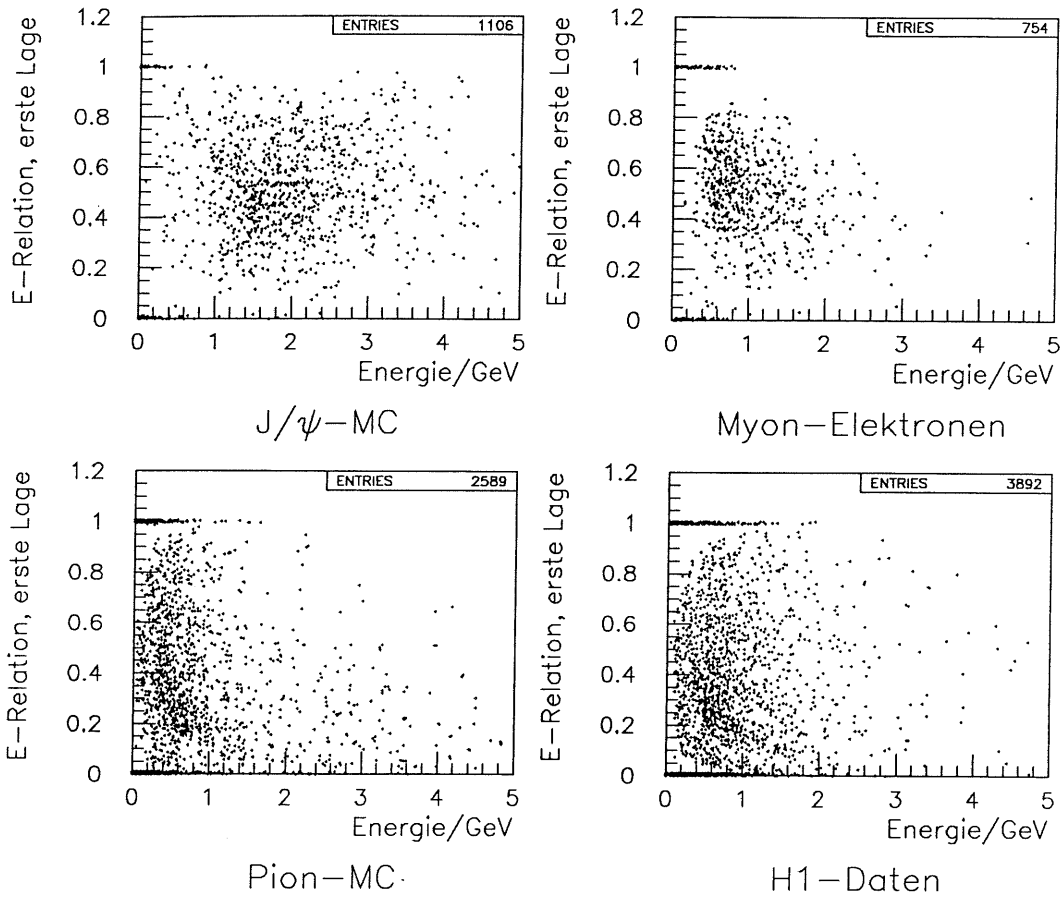 ENTRIES 1106
E-Relation, erste Lage
1.2
1
0.8
0.6
0.4
0.2
0
0 1 2 3 4 5
Energie/GeV
J/ψ-MC
ENTRIES 754
E-Relation, erste Lage
1.2
1
0.8
0.6
0.4
0.2
0
0 1 2 3 4 5
Energie/GeV
Myon-Elektronen
ENTRIES 2589
E-Relation, erste Lage
1.2
1
0.8
0.6
0.4
0.2
0
0 1 2 3 4 5
Energie/GeV
Pion-MC
ENTRIES 3892
E-Relation, erste Lage
1.2
1
0.8
0.6
0.4
0.2
0
0 1 2 3 4 5
Energie/GeV
H1-Daten